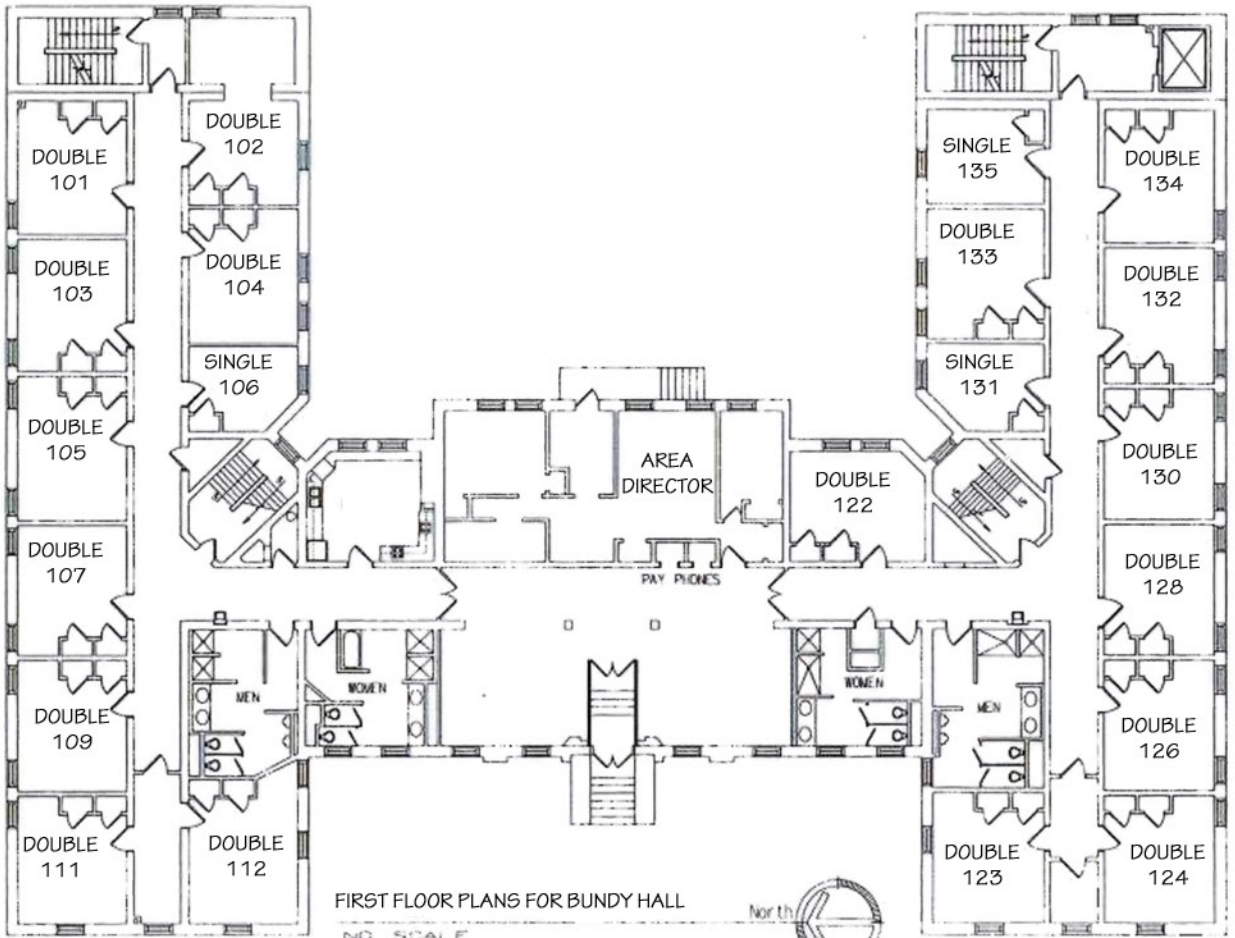 DOUBLE
101
DOUBLE
102
DOUBLE
103
DOUBLE
104
DOUBLE
105
SINGLE
106
DOUBLE
107
DOUBLE
109
DOUBLE
111
DOUBLE
112
MEN
WOMEN
AREA
DIRECTOR
PAY PHONES
DOUBLE
122
WOMEN
MEN
SINGLE
135
DOUBLE
134
DOUBLE
133
DOUBLE
132
SINGLE
131
DOUBLE
130
DOUBLE
128
DOUBLE
126
DOUBLE
123
DOUBLE
124
FIRST FLOOR PLANS FOR BUNDY HALL
NO SCALE
North